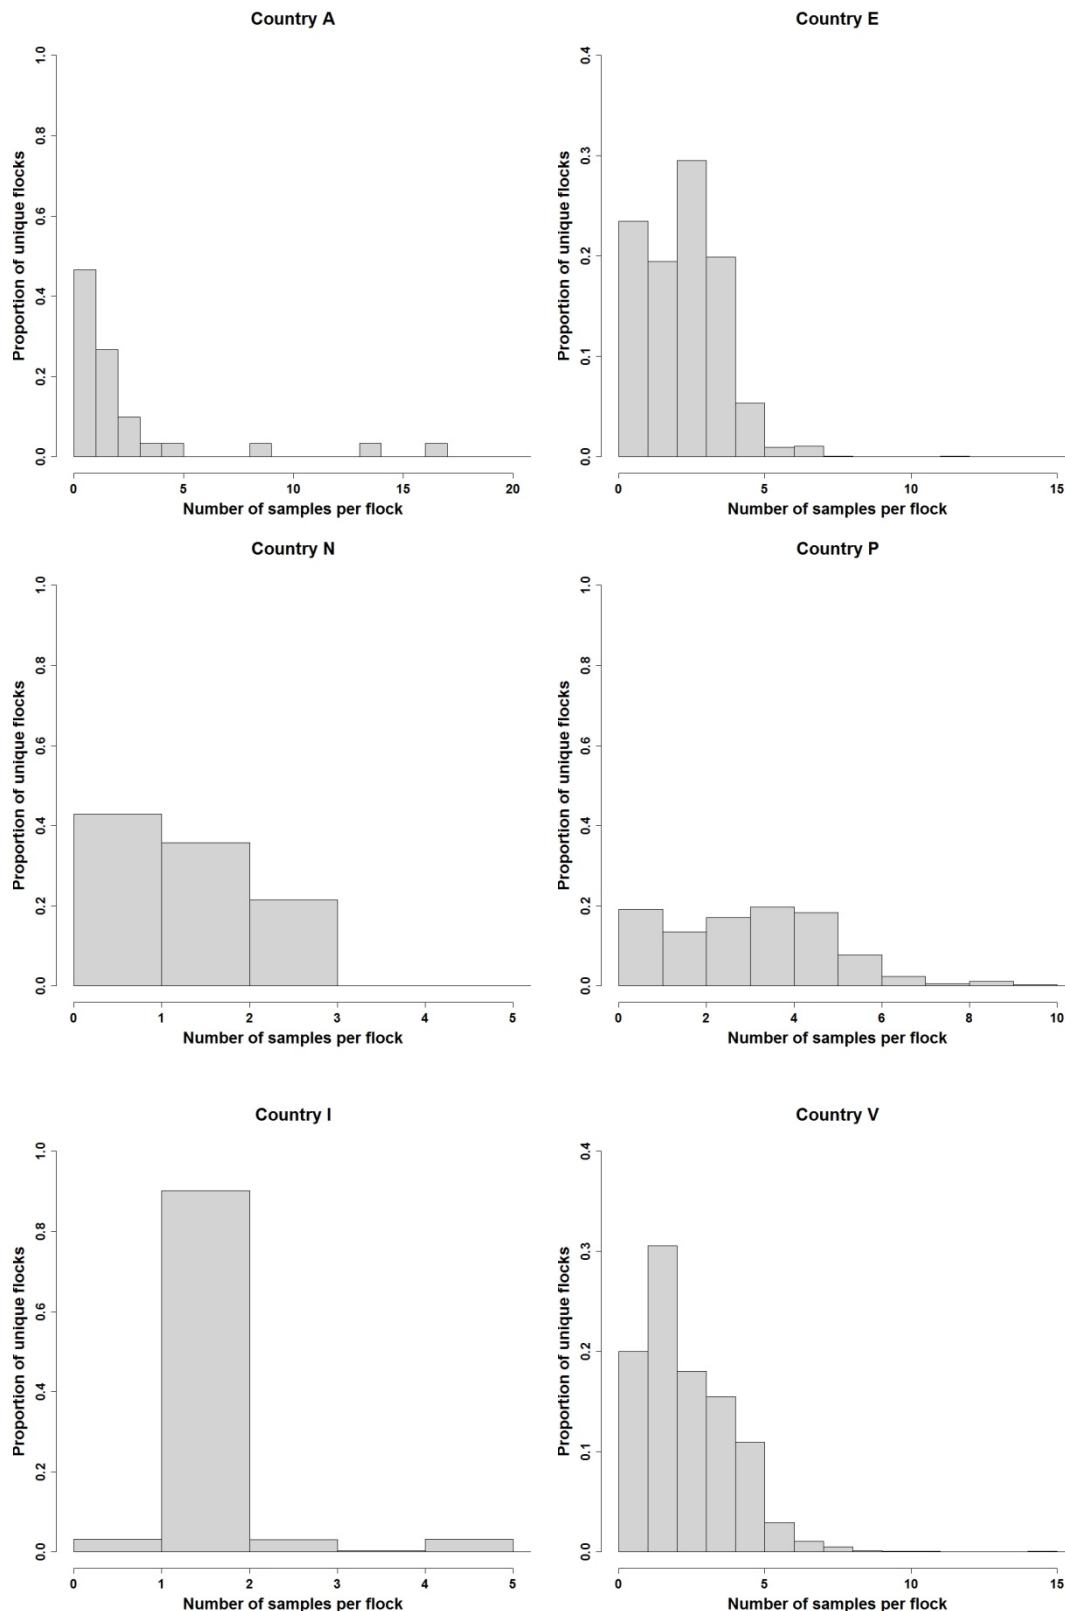 Country A
Proportion of unique flocks
1.0
0.8
0.6
0.4
0.2
0.0
0 5 10 15 20
Number of samples per flock
Country E
Proportion of unique flocks
0.4
0.3
0.2
0.1
0.0
0 5 10 15
Number of samples per flock
Country N
Proportion of unique flocks
1.0
0.8
0.6
0.4
0.2
0.0
0 1 2 3 4 5
Number of samples per flock
Country P
Proportion of unique flocks
1.0
0.8
0.6
0.4
0.2
0.0
0 2 4 6 8 10
Number of samples per flock
Country I
Proportion of unique flocks
1.0
0.8
0.6
0.4
0.2
0.0
0 1 2 3 4 5
Number of samples per flock
Country V
Proportion of unique flocks
0.4
0.3
0.2
0.1
0.0
0 5 10 15
Number of samples per flock